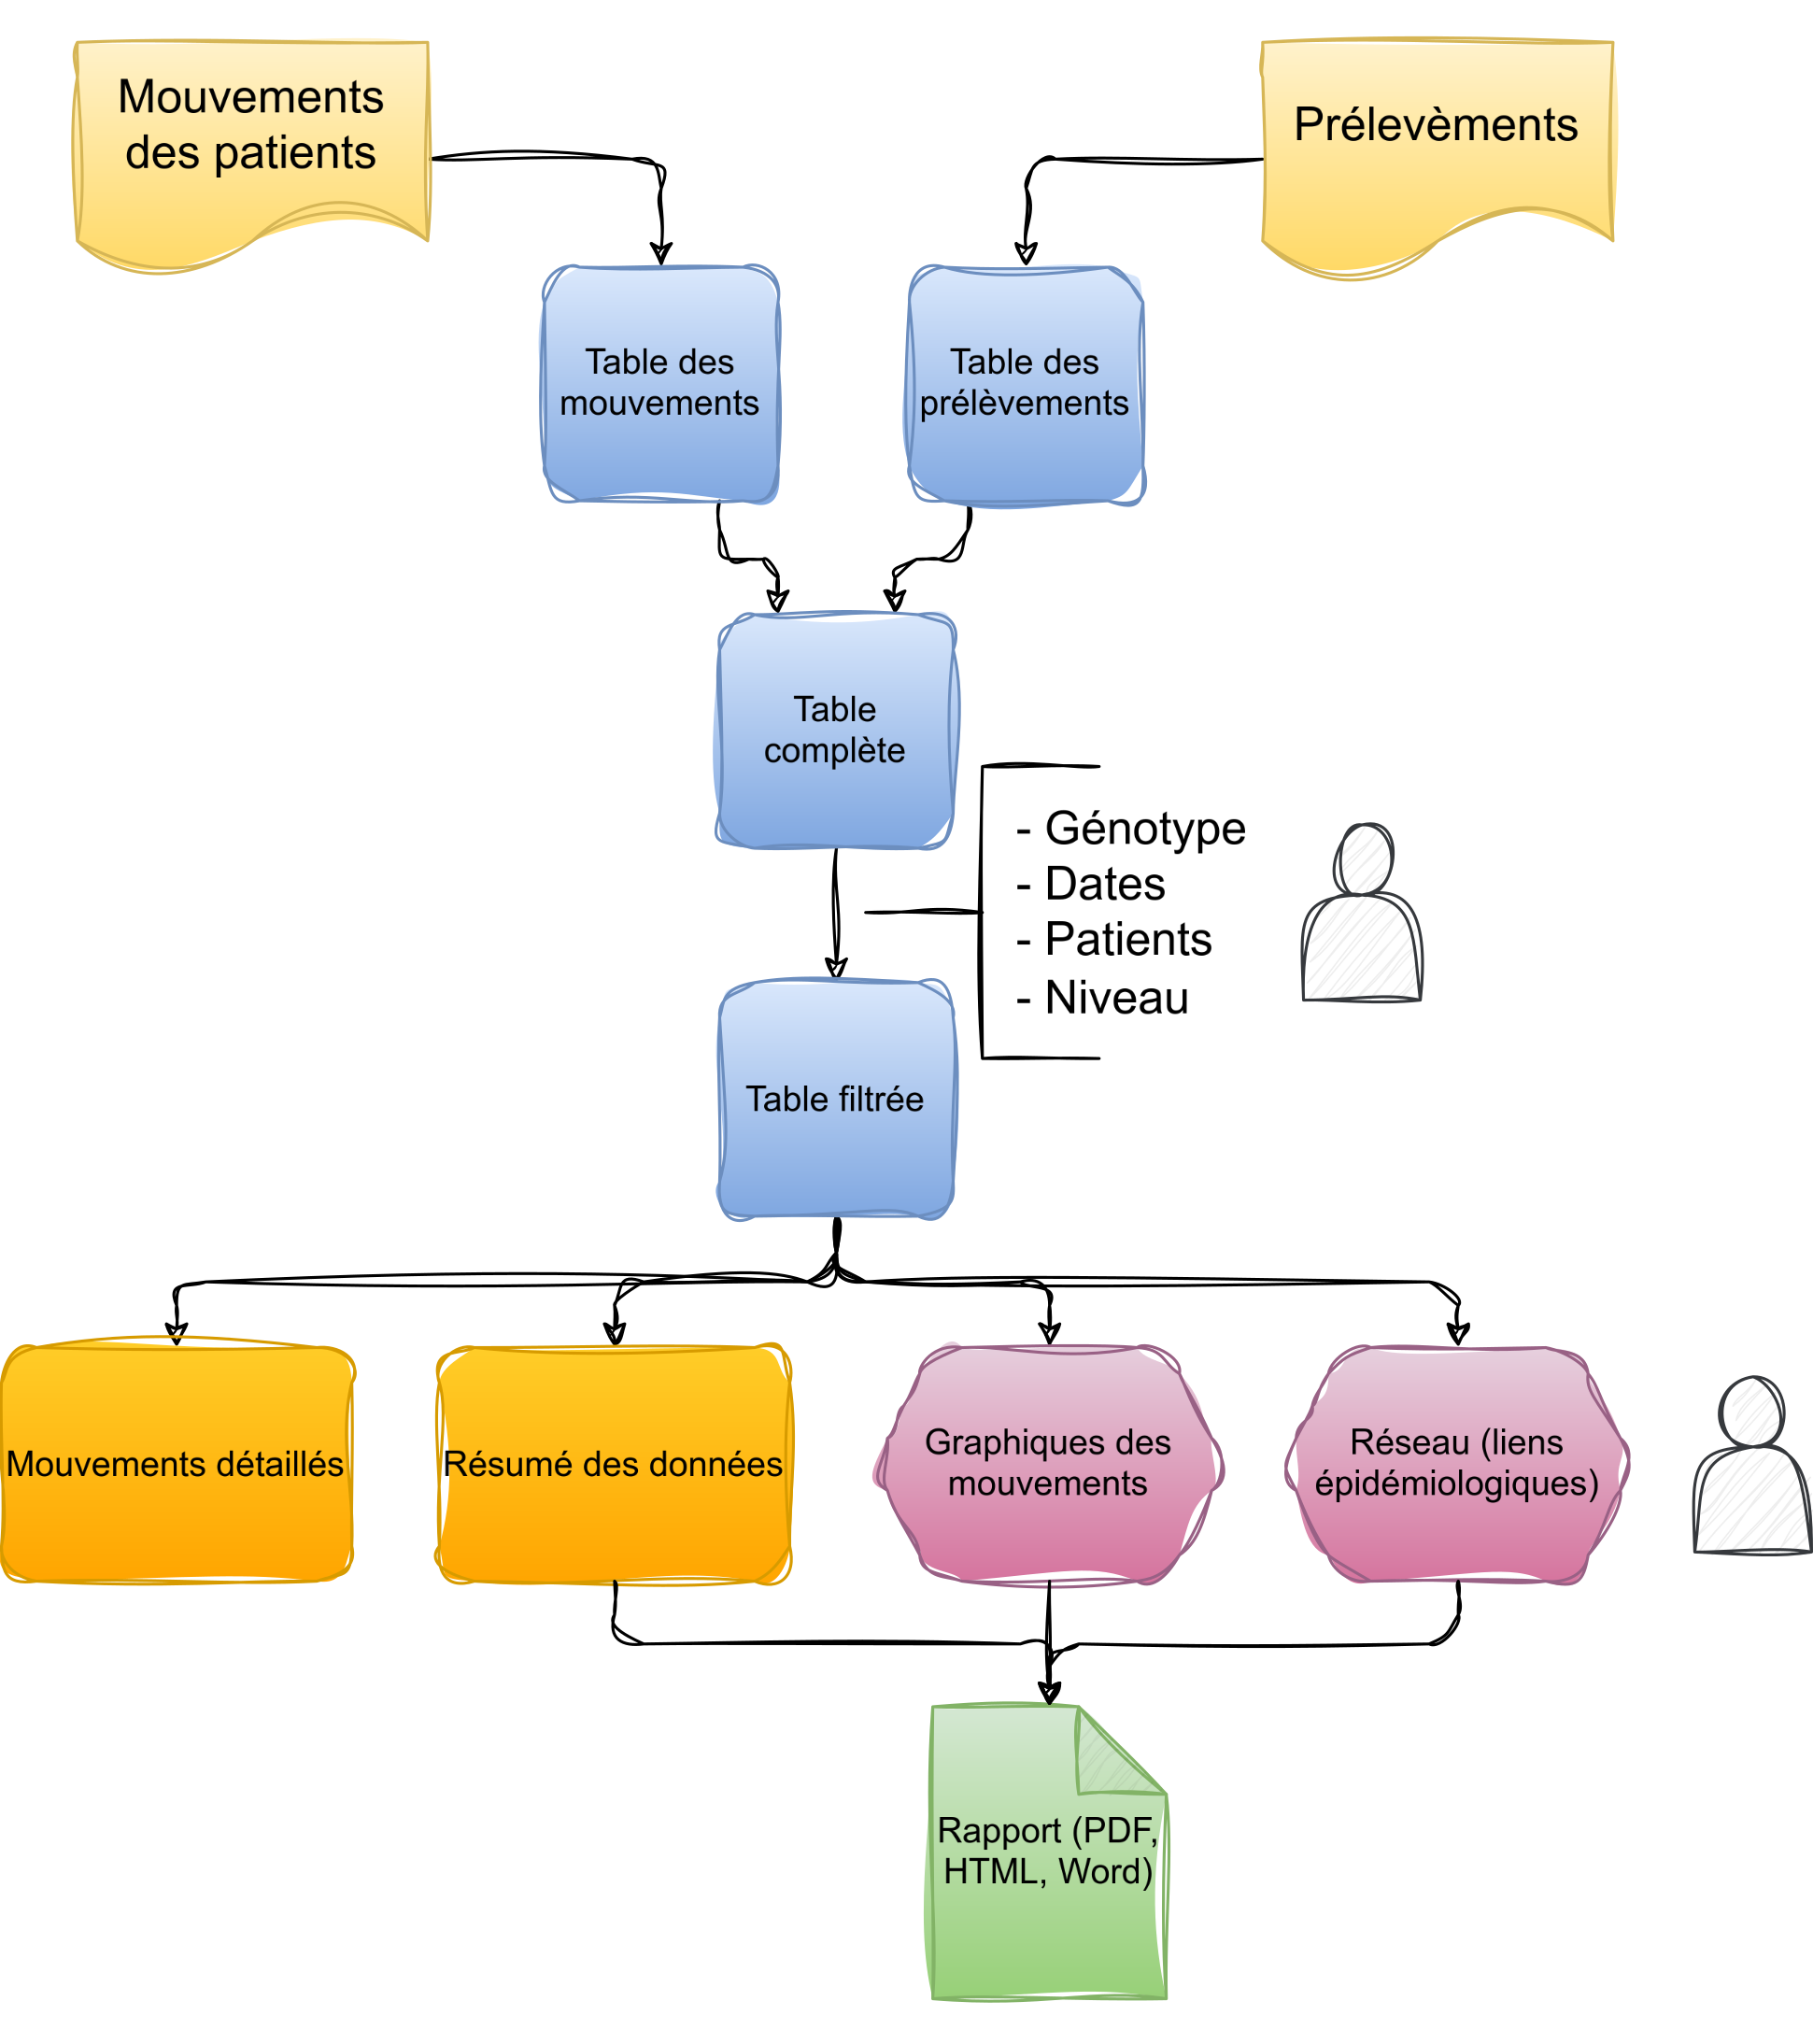 Mouvements
des patients
Prélevèments
Table des
mouvements
Table des
prélèvements
Table
complète
- Génotype
- Dates
- Patients
- Niveau
Table filtrée
Mouvements détaillés
Résumé des données
Graphiques des
mouvements
Réseau (liens
épidémiologiques)
Rapport (PDF,
HTML, Word)